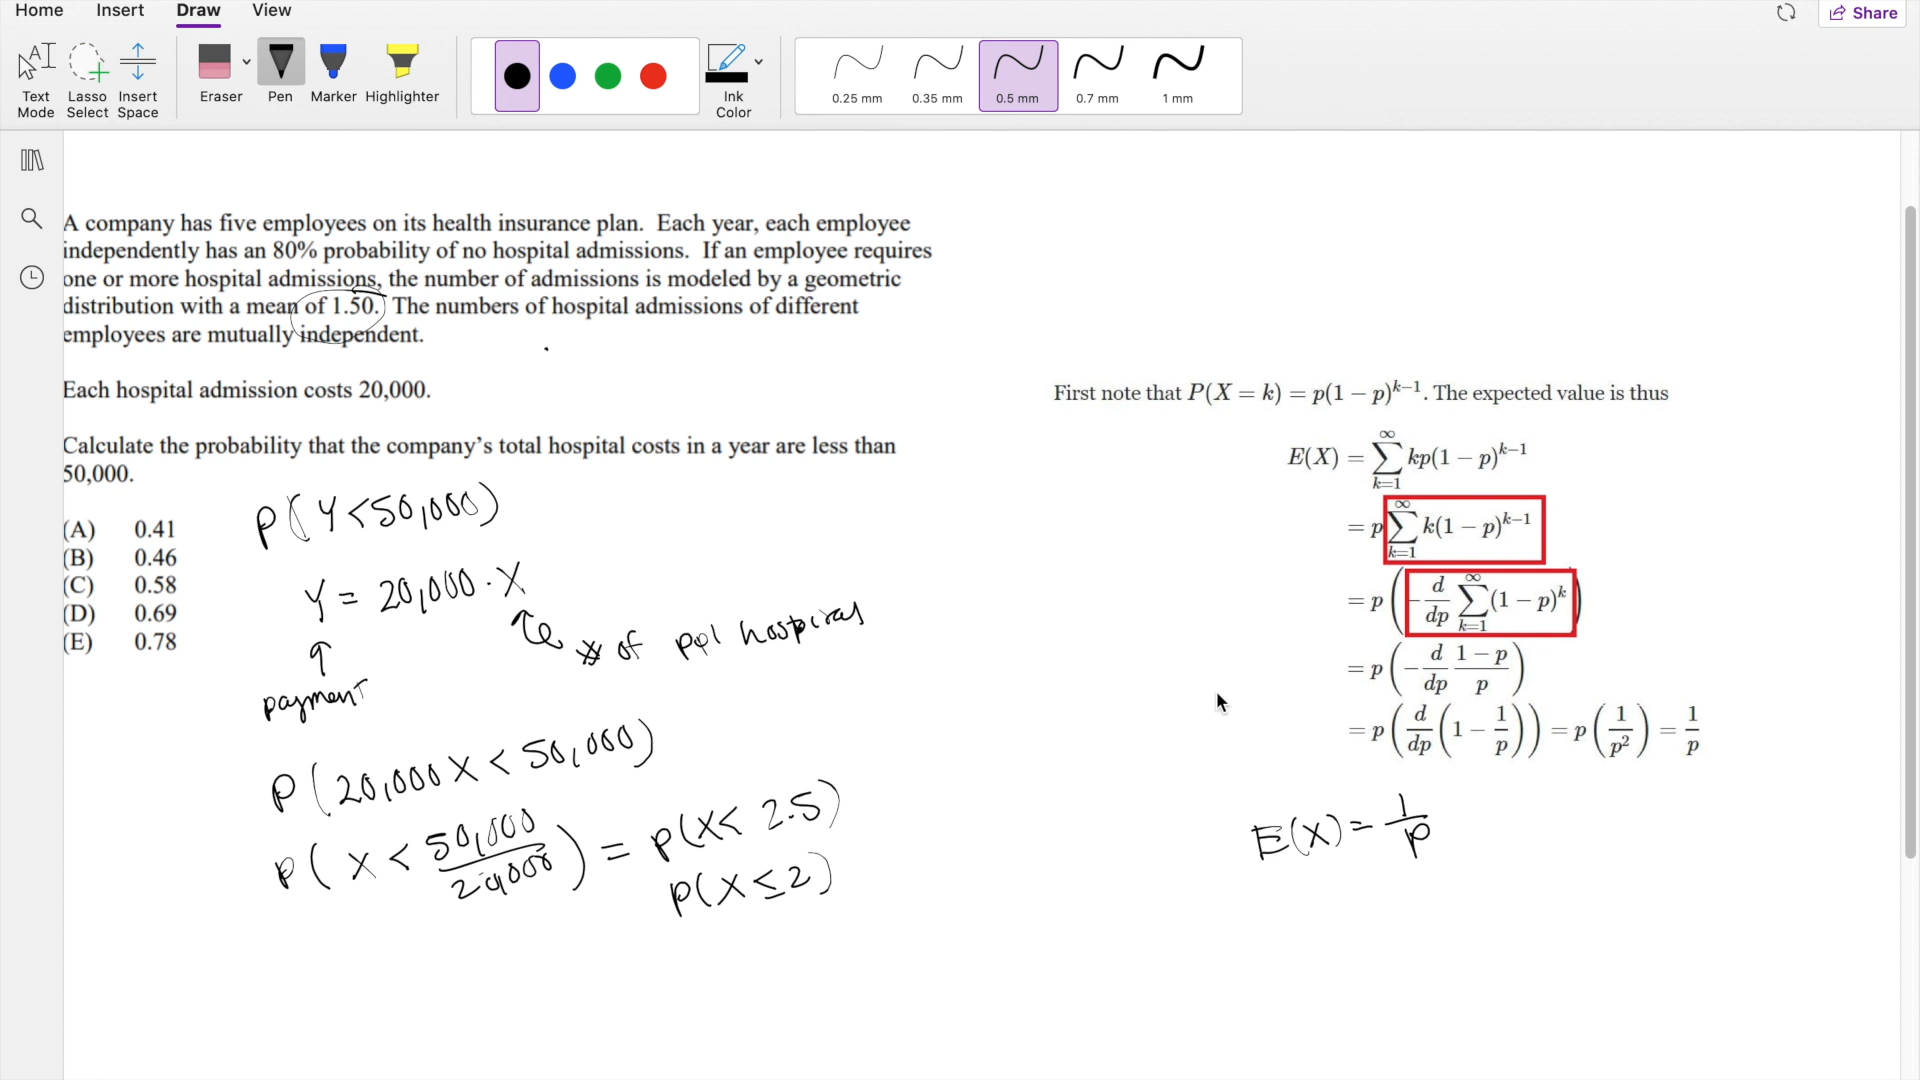 Home Insert Draw View
Share
Text Mode
Lasso Select
Insert Space
Eraser
Pen
Marker
Highlighter
Ink Color
0.25 mm
0.35 mm
0.5 mm
0.7 mm
1 mm
A company has five employees on its health insurance plan. Each year, each employee
independently has an 80% probability of no hospital admissions. If an employee requires
one or more hospital admissions, the number of admissions is modeled by a geometric
distribution with a mean of 1.50. The numbers of hospital admissions of different
employees are mutually independent.
Each hospital admission costs 20,000.
Calculate the probability that the company's total hospital costs in a year are less than
50,000.
(A) 0.41
(B) 0.46
(C) 0.58
(D) 0.69
(E) 0.78
P(Y<50,000)
Y = 20,000 · X
# of ppl
payment
P(20,000X < 50,000)
P(X < 50,000/20,000) = P(X< 2.5)
P(X ≤ 2)
First note that P(X = k) = p(1 − p)^{k−1}. The expected value is thus
E(X) = ∑_{k=1}^{∞} kp(1 − p)^{k−1}
= p ∑_{k=1}^{∞} k(1 − p)^{k−1}
= p (− d/dp ∑_{k=1}^{∞} (1 − p)^k)
= p (− d/dp (1 − p)/p)
= p (d/dp (1 − 1/p)) = p (1/p²) = 1/p
E(X) = 1/p